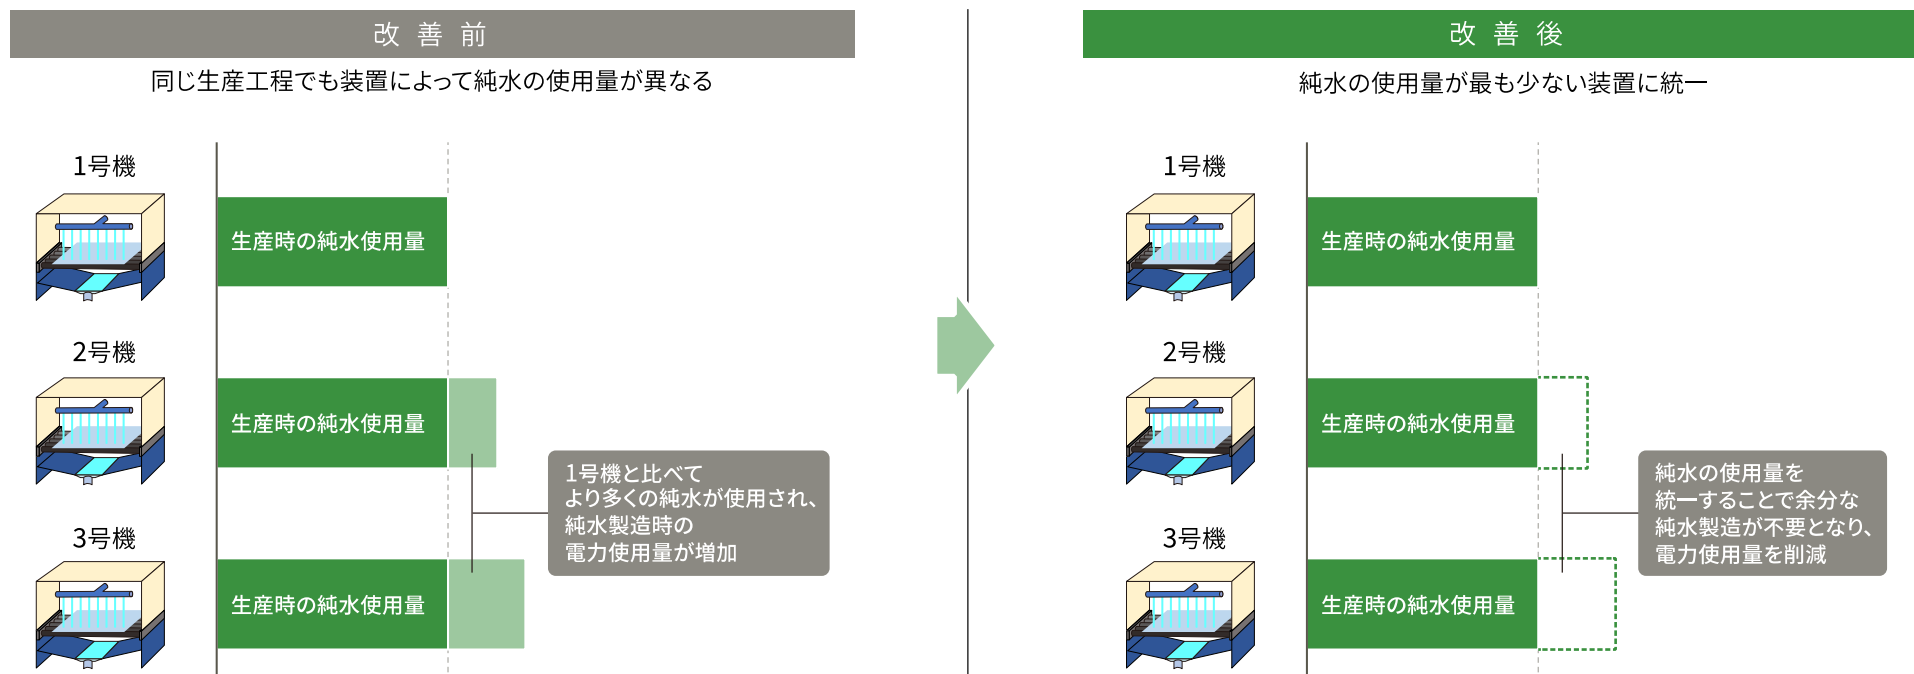 改善前
同じ生産工程でも装置によって純水の使用量が異なる
1号機
生産時の純水使用量
2号機
生産時の純水使用量
1号機と比べて
より多くの純水が使用され、
純水製造時の
電力使用量が増加
3号機
生産時の純水使用量
改善後
純水の使用量が最も少ない装置に統一
1号機
生産時の純水使用量
2号機
生産時の純水使用量
純水の使用量を
統一することで余分な
純水製造が不要となり、
電力使用量を削減
3号機
生産時の純水使用量